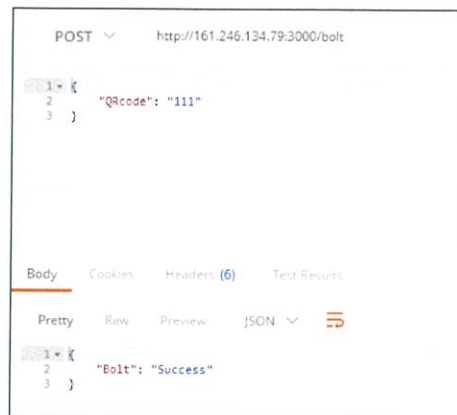 POST http://161.246.134.79:3000/bolt
1 {
2 "QRcode": "111"
3 }
Body Cookies Headers (6) Test Results
Pretty Raw Preview JSON
1 {
2 "Bolt": "Success"
3 }